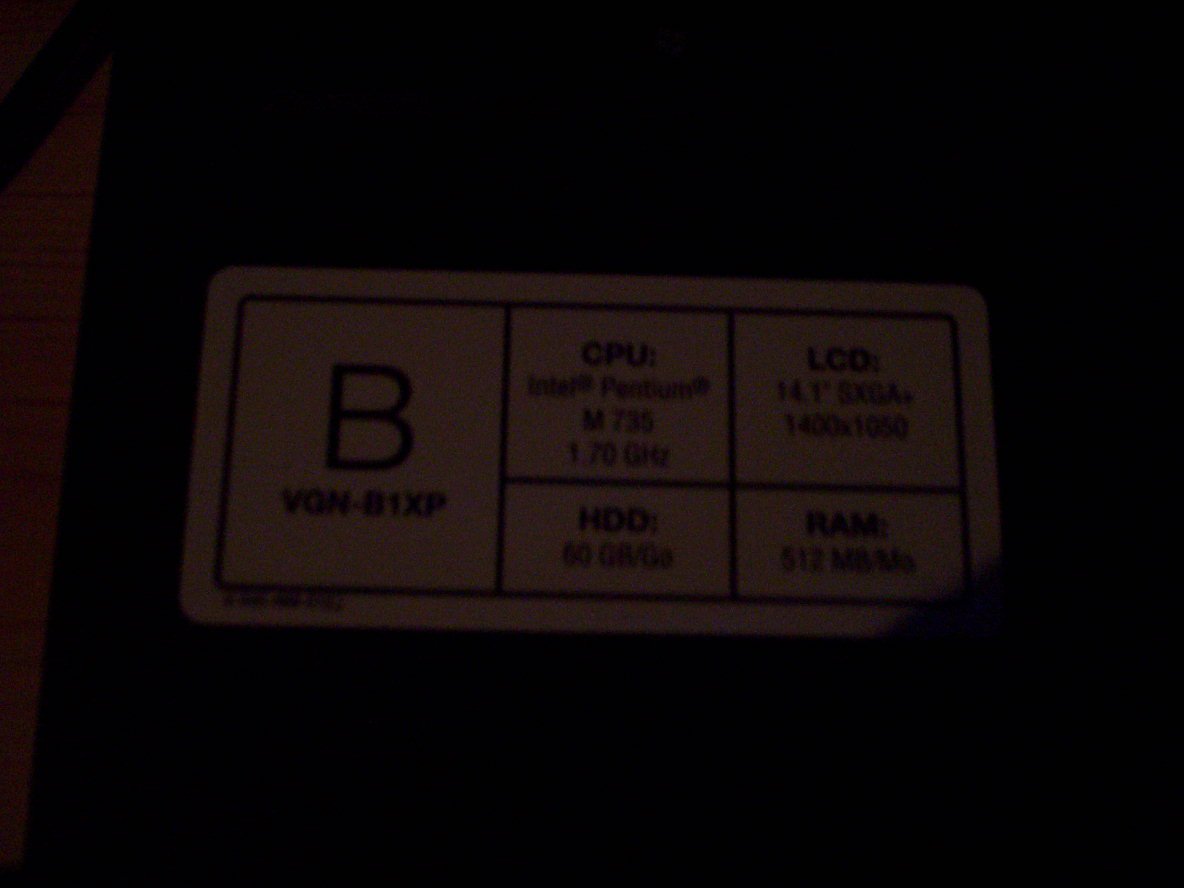 B
VGN-B1XP
CPU:
Intel® Pentium®
M 735
1.70 GHz
LCD:
14.1" SXGA+
1400x1050
HDD:
60 GB/Go
RAM:
512 MB/Mo